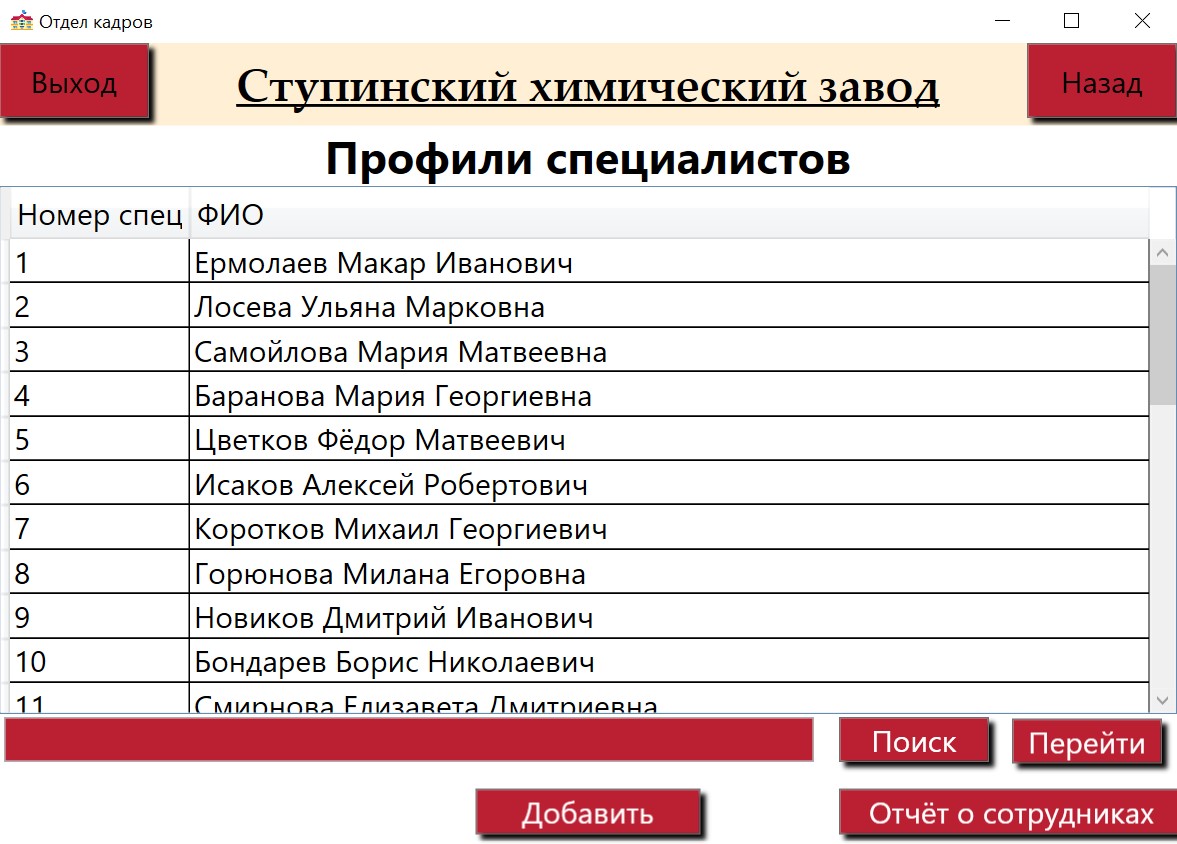 Отдел кадров
Выход
Ступинский химический завод
Назад
Профили специалистов
Номер спец ФИО
1 Ермолаев Макар Иванович
2 Лосева Ульяна Марковна
3 Самойлова Мария Матвеевна
4 Баранова Мария Георгиевна
5 Цветков Фёдор Матвеевич
6 Исаков Алексей Робертович
7 Коротков Михаил Георгиевич
8 Горюнова Милана Егоровна
9 Новиков Дмитрий Иванович
10 Бондарев Борис Николаевич
11 Смирнова Елизавета Дмитриевна
Поиск Перейти
Добавить Отчёт о сотрудниках